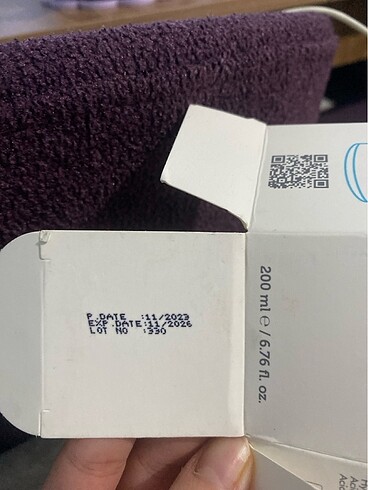 P.DATE :11/2023
EXP.DATE:11/2026
LOT NO :330
200 ml ℮ / 6.76 fl. oz.